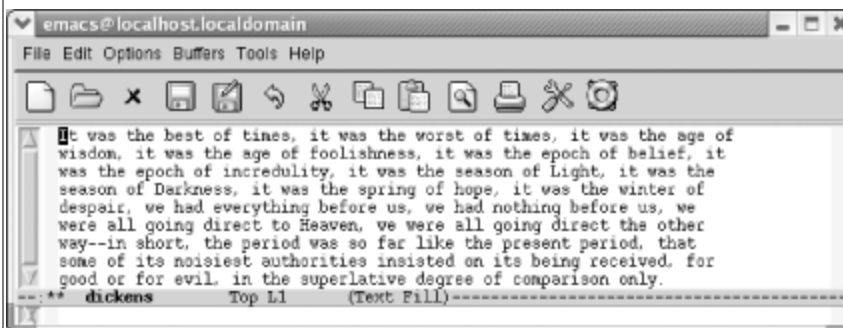 emacs@localhost.localdomain
File Edit Options Buffers Tools Help
It was the best of times, it was the worst of times, it was the age of
wisdom, it was the age of foolishness, it was the epoch of belief, it
was the epoch of incredulity, it was the season of Light, it was the
season of Darkness, it was the spring of hope, it was the winter of
despair, we had everything before us, we had nothing before us, we
were all going direct to Heaven, we were all going direct the other
way--in short, the period was so far like the present period, that
some of its noisiest authorities insisted on its being received, for
good or for evil, in the superlative degree of comparison only.
--:** dickens Top L1 (Text Fill)--------------------------------------------